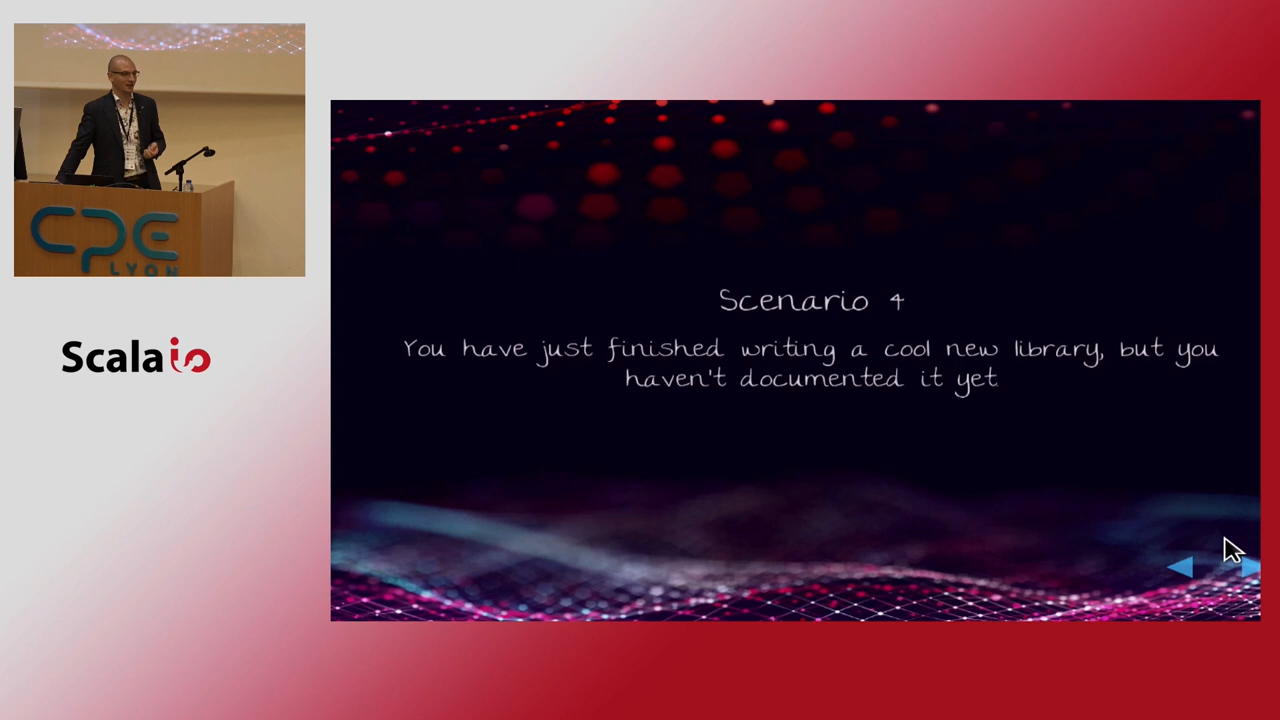 CPE
LYON
Scala io
Scenario 4
You have just finished writing a cool new library, but you
haven't documented it yet